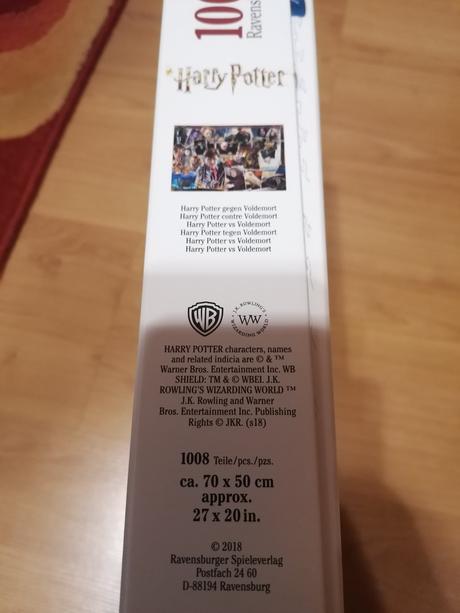 Ravens
Harry Potter
Harry Potter gegen Voldemort
Harry Potter contre Voldemort
Harry Potter vs Voldemort
Harry Potter tegen Voldemort
Harry Potter vs Voldemort
Harry Potter vs Voldemort
WB
J.K. ROWLING'S
WW
WIZARDING WORLD
HARRY POTTER characters, names
and related indicia are © & ™
Warner Bros. Entertainment Inc. WB
SHIELD: TM & © WBEI. J.K.
ROWLING'S WIZARDING WORLD ™
J.K. Rowling and Warner
Bros. Entertainment Inc. Publishing
Rights © JKR. (s18)
1008 Teile/pcs./pzs.
ca. 70 x 50 cm
approx.
27 x 20 in.
© 2018
Ravensburger Spieleverlag
Postfach 24 60
D-88194 Ravensburg